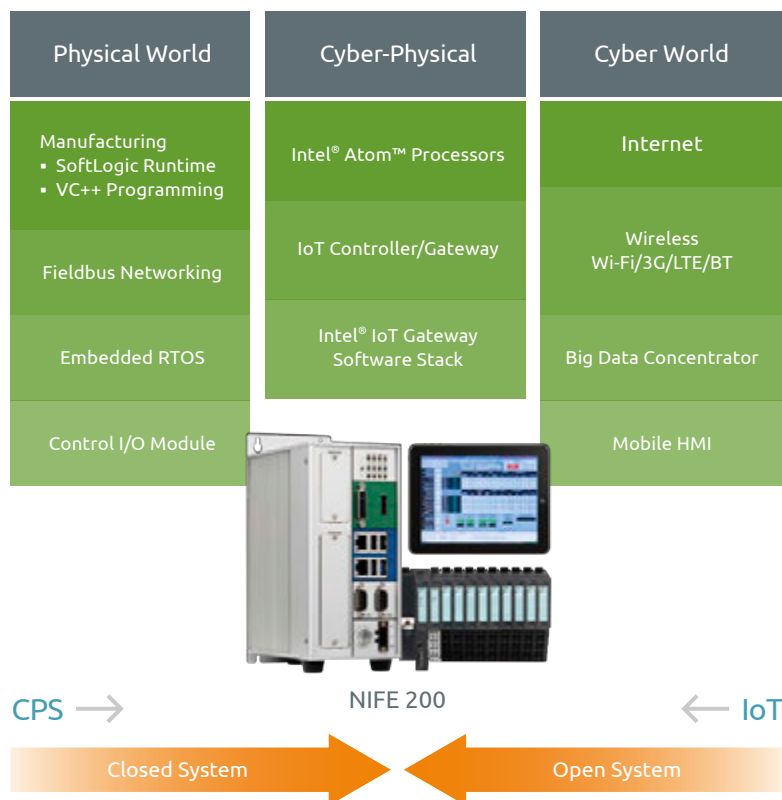 Physical World
Manufacturing
▪ SoftLogic Runtime
▪ VC++ Programming
Fieldbus Networking
Embedded RTOS
Control I/O Module
Cyber-Physical
Intel® Atom™ Processors
IoT Controller/Gateway
Intel® IoT Gateway
Software Stack
Cyber World
Internet
Wireless
Wi-Fi/3G/LTE/BT
Big Data Concentrator
Mobile HMI
NIFE 200
CPS
IoT
Closed System
Open System